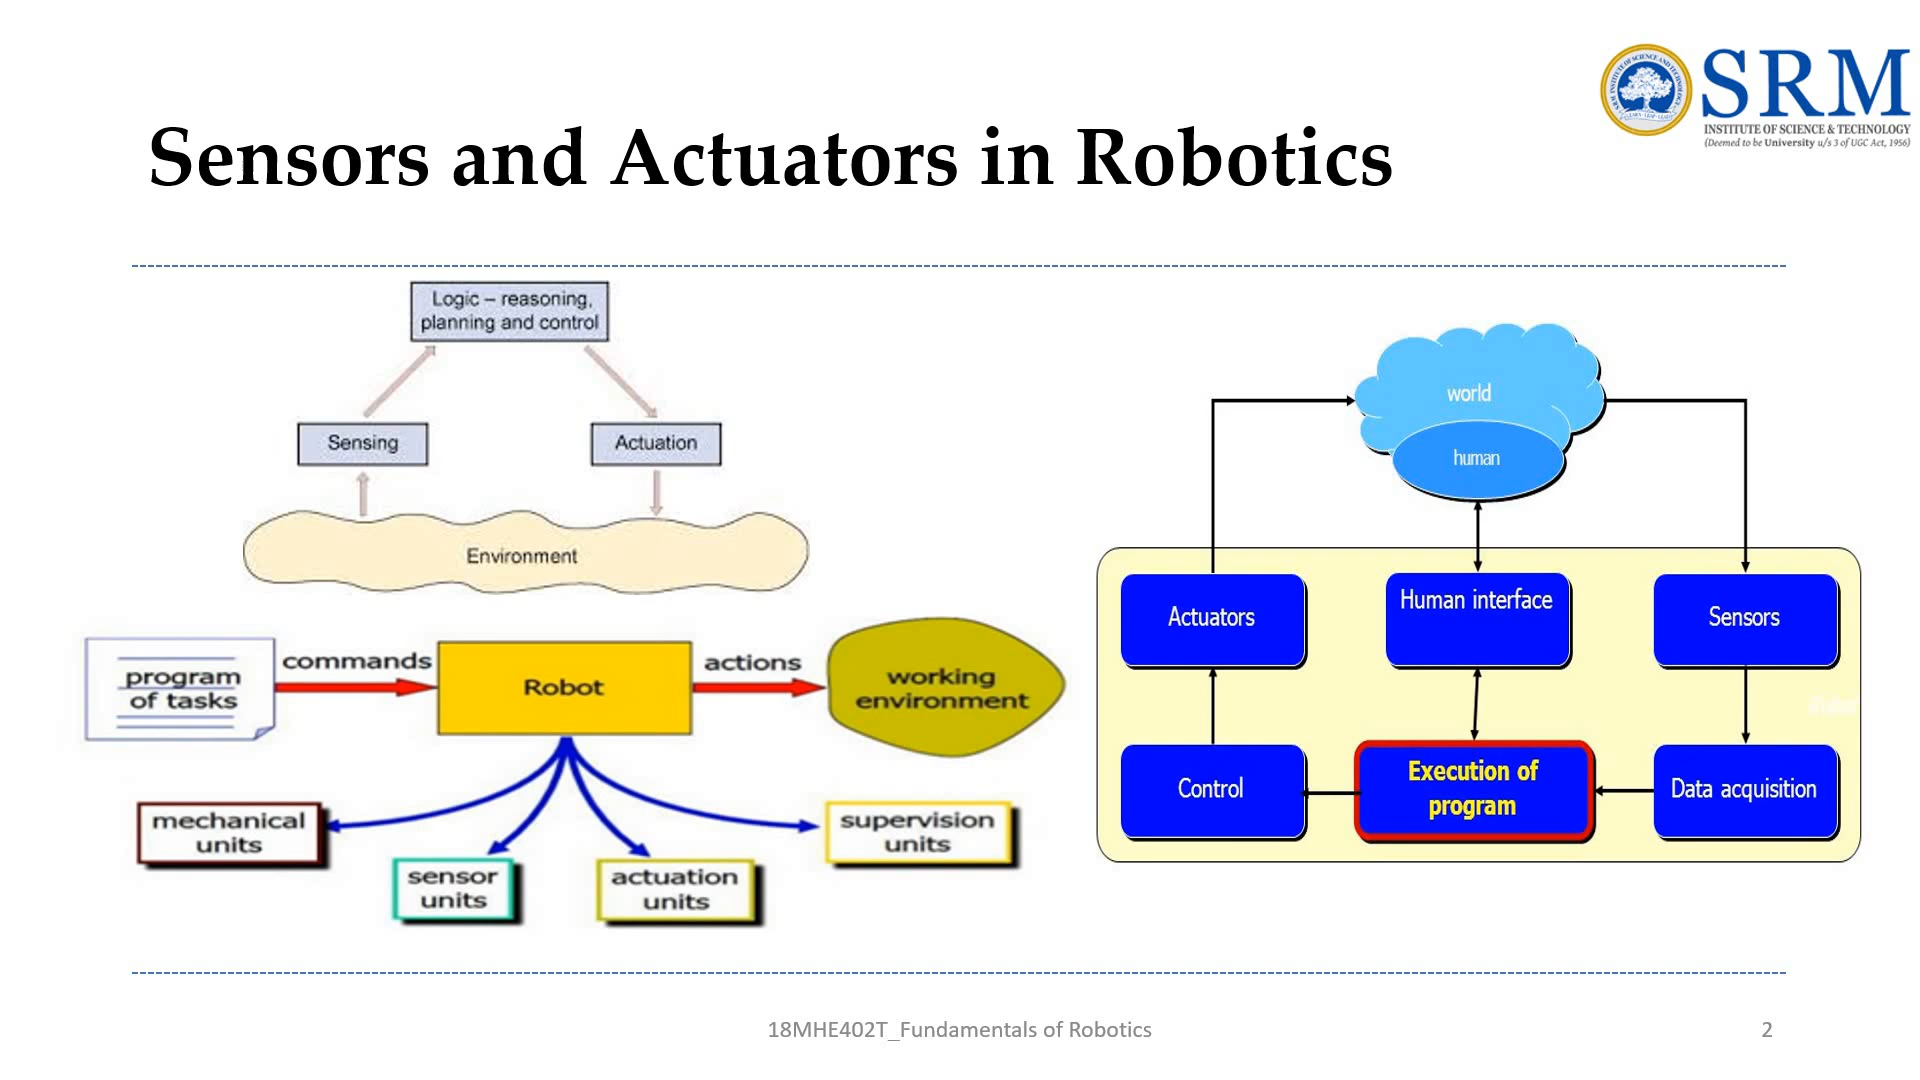 SRM
INSTITUTE OF SCIENCE & TECHNOLOGY
(Deemed to be University u/s 3 of UGC Act, 1956)
Sensors and Actuators in Robotics
Logic – reasoning,
planning and control
Sensing
Actuation
Environment
program
of tasks
commands
Robot
actions
working
environment
mechanical
units
sensor
units
actuation
units
supervision
units
world
human
Actuators
Human interface
Sensors
Control
Execution of
program
Data acquisition
18MHE402T_Fundamentals of Robotics
2